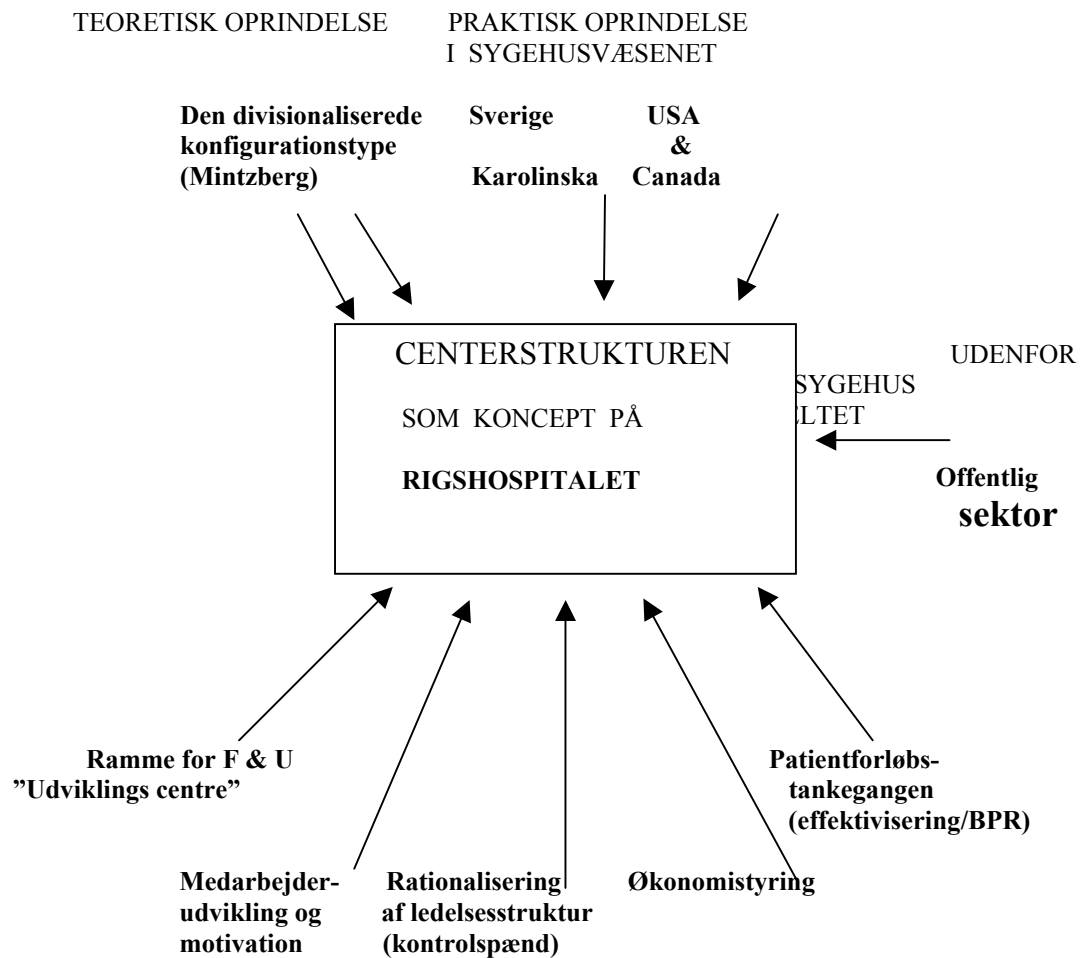 TEORETISK OPRINDELSE PRAKTISK OPRINDELSE
I SYGEHUSVÆSENET
Den divisionaliserede Sverige USA
konfigurationstype &
(Mintzberg) Karolinska Canada
CENTERSTRUKTUREN UDENFOR
SYGEHUS
SOM KONCEPT PÅ LTET
RIGSHOSPITALET Offentlig
sektor
Ramme for F & U Patientforløbs-
”Udviklings centre” tankegangen
(effektivisering/BPR)
Medarbejder- Rationalisering Økonomistyring
udvikling og af ledelsesstruktur
motivation (kontrolspænd)